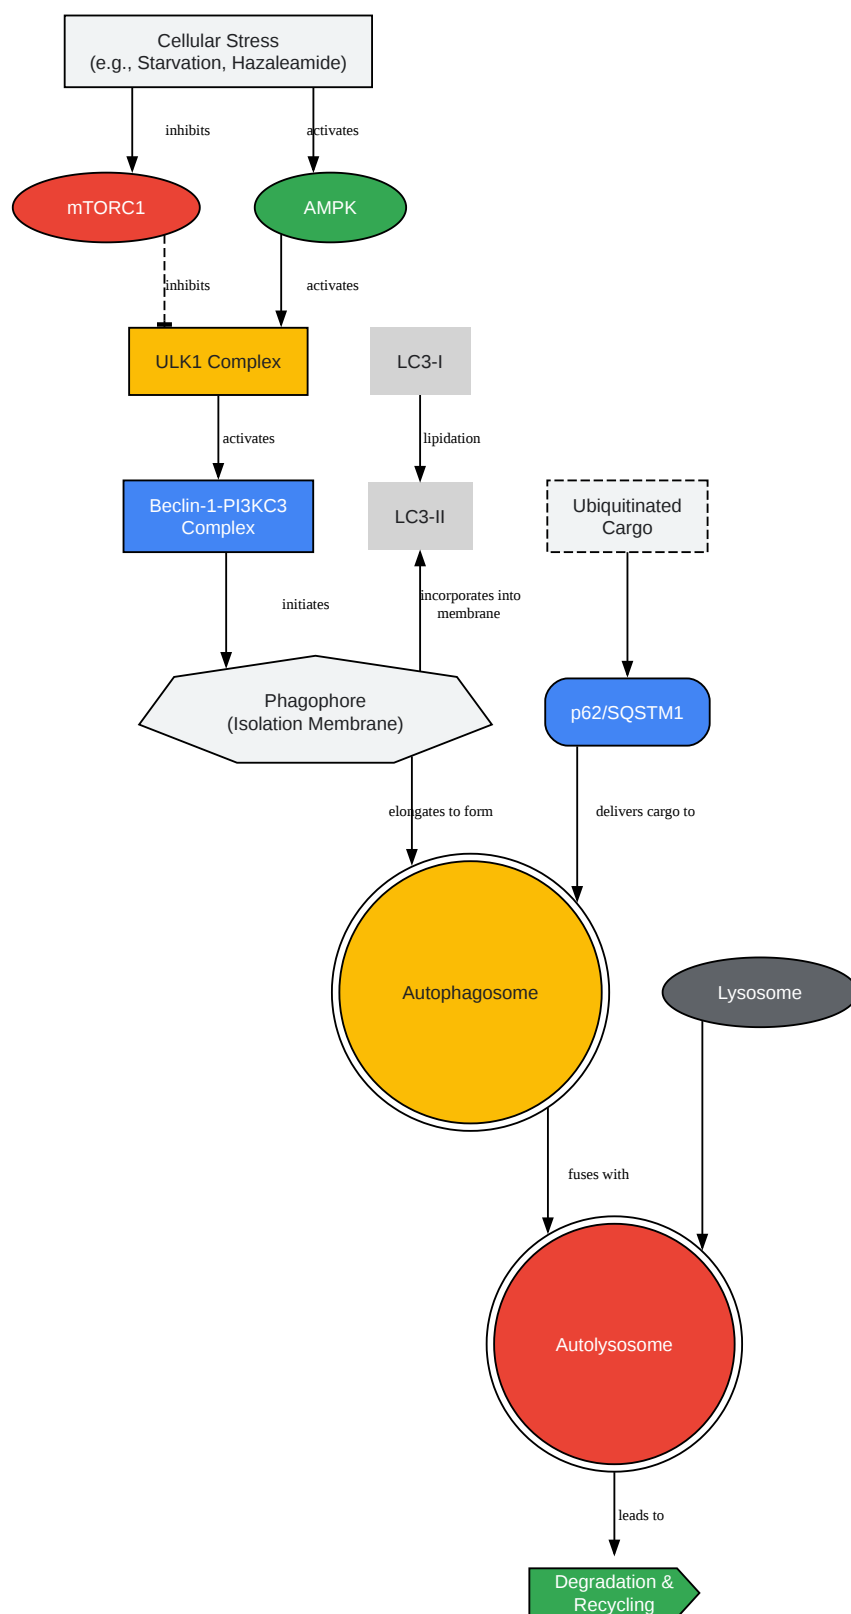 Cellular Stress
(e.g., Starvation, Hazaleamide)
inhibits
activates
mTORC1
AMPK
inhibits
activates
ULK1 Complex
LC3-I
activates
lipidation
Beclin-1-PI3KC3
Complex
LC3-II
Ubiquitinated
Cargo
initiates
incorporates into
membrane
Phagophore
(Isolation Membrane)
p62/SQSTM1
elongates to form
delivers cargo to
Autophagosome
Lysosome
fuses with
Autolysosome
leads to
Degradation &
Recycling